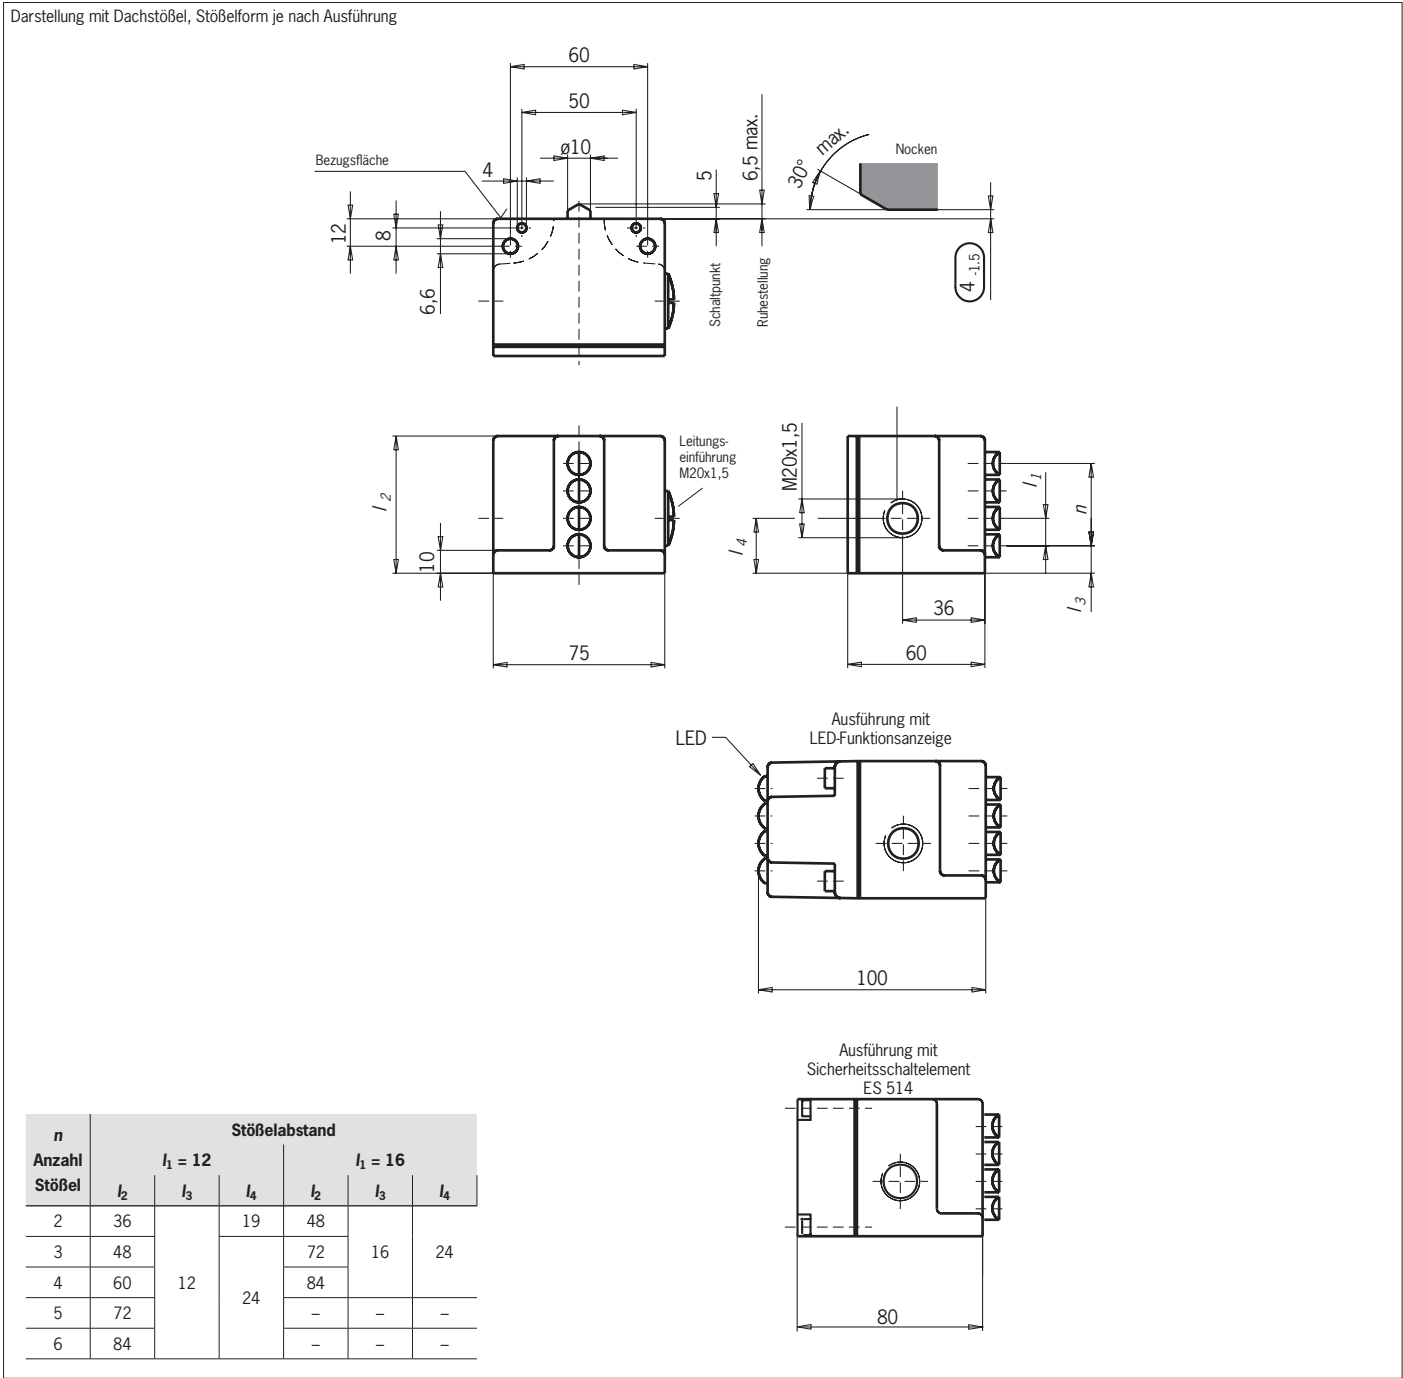 Darstellung mit Dachstößel, Stößelform je nach Ausführung
60
50
ø10
4
Bezugsfläche
12
8
6,6
5
6,5 max.
Schaltpunkt
Ruhestellung
30° max.
Nocken
4 -1.5
l 2
10
75
Leitungs-
einführung
M20x1,5
M20x1,5
l 4
l 1
n
l 3
36
60
Ausführung mit
LED-Funktionsanzeige
LED
100
Ausführung mit
Sicherheitsschaltelement
ES 514
80
n
Anzahl
Stößel
Stößelabstand
l1 = 12 l1 = 16
l2 l3 l4 l2 l3 l4
2 36 19 48
3 48 72 16 24
4 60 12 84
24
5 72 – – –
6 84 – – –